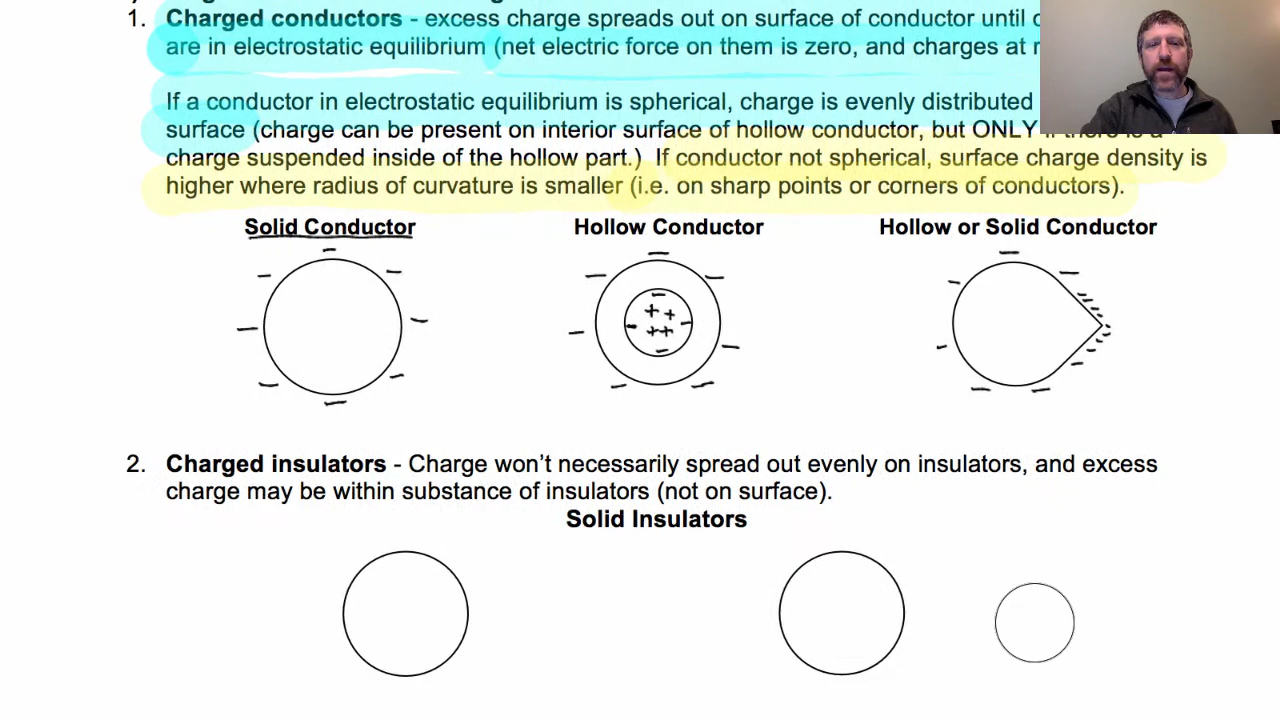 1. Charged conductors - excess charge spreads out on surface of conductor until
are in electrostatic equilibrium (net electric force on them is zero, and charges at
If a conductor in electrostatic equilibrium is spherical, charge is evenly distributed
surface (charge can be present on interior surface of hollow conductor, but ONLY if there is a
charge suspended inside of the hollow part.) If conductor not spherical, surface charge density is
higher where radius of curvature is smaller (i.e. on sharp points or corners of conductors).
Solid Conductor Hollow Conductor Hollow or Solid Conductor
+ +
++
2. Charged insulators - Charge won't necessarily spread out evenly on insulators, and excess
charge may be within substance of insulators (not on surface).
Solid Insulators